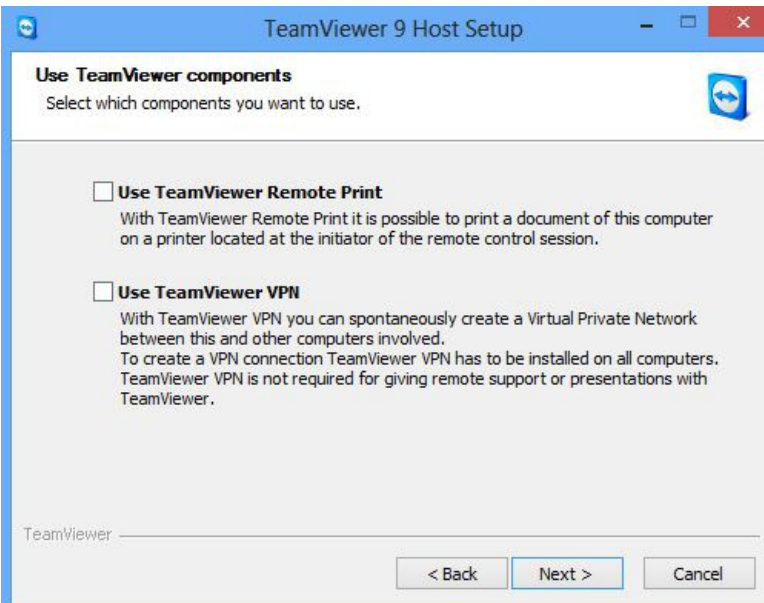 TeamViewer 9 Host Setup
Use TeamViewer components
Select which components you want to use.
Use TeamViewer Remote Print
With TeamViewer Remote Print it is possible to print a document of this computer
on a printer located at the initiator of the remote control session.
Use TeamViewer VPN
With TeamViewer VPN you can spontaneously create a Virtual Private Network
between this and other computers involved.
To create a VPN connection TeamViewer VPN has to be installed on all computers.
TeamViewer VPN is not required for giving remote support or presentations with
TeamViewer.
TeamViewer
< Back Next > Cancel